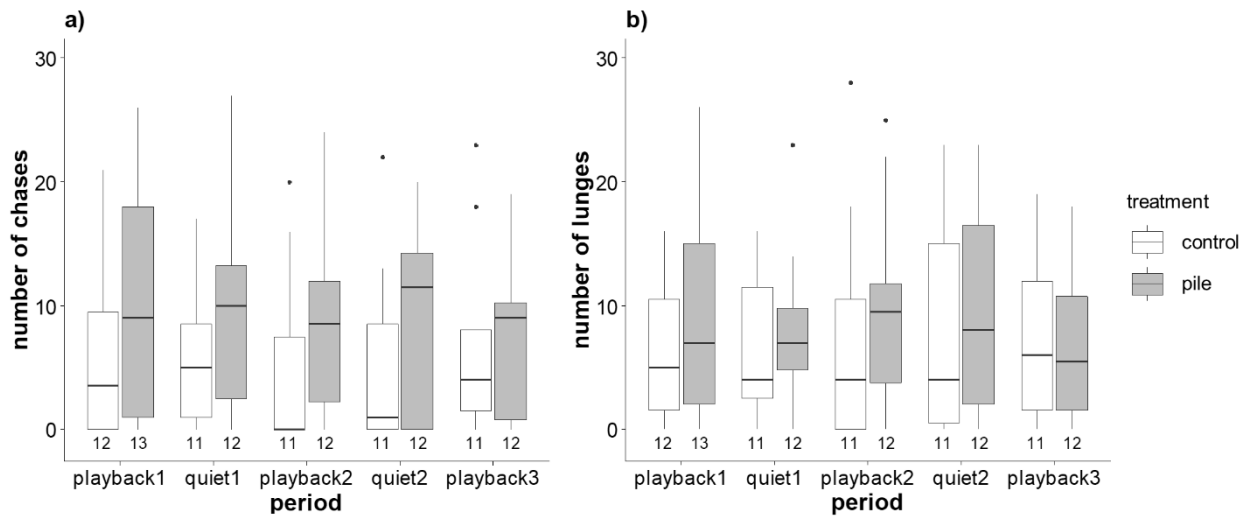 a)
number of chases
30
20
10
0
12 13 11 12 11 12 11 12 11 12
playback1 quiet1 playback2 quiet2 playback3
period
b)
number of lunges
30
20
10
0
12 13 11 12 11 12 11 12 11 12
playback1 quiet1 playback2 quiet2 playback3
period
treatment
control
pile